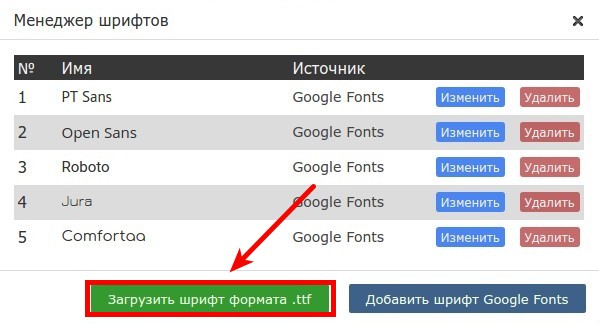 Менеджер шрифтов ×
№ Имя Источник
1 PT Sans Google Fonts Изменить Удалить
2 Open Sans Google Fonts Изменить Удалить
3 Roboto Google Fonts Изменить Удалить
4 Jura Google Fonts Изменить Удалить
5 Comfortaa Google Fonts Изменить Удалить
Загрузить шрифт формата .ttf Добавить шрифт Google Fonts